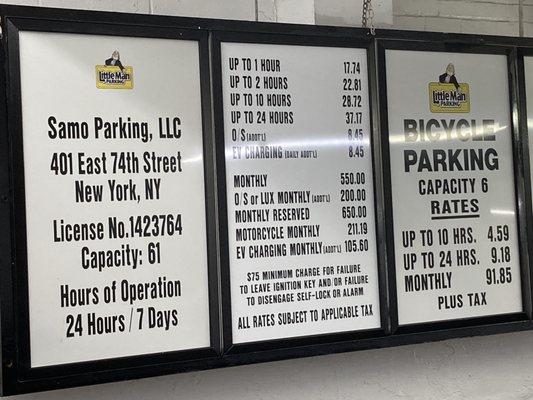 Little Man
PARKING
Samo Parking, LLC
401 East 74th Street
New York, NY
License No.1423764
Capacity: 61
Hours of Operation
24 Hours / 7 Days
UP TO 1 HOUR 17.74
UP TO 2 HOURS 22.81
UP TO 10 HOURS 28.72
UP TO 24 HOURS 37.17
O/S (ADDT'L) 8.45
EV CHARGING (DAILY ADDT'L) 8.45
MONTHLY 550.00
O/S or LUX MONTHLY (ADDT'L) 200.00
MONTHLY RESERVED 650.00
MOTORCYCLE MONTHLY 211.19
EV CHARGING MONTHLY (ADDT'L) 105.60
$75 MINIMUM CHARGE FOR FAILURE
TO LEAVE IGNITION KEY AND/OR FAILURE
TO DISENGAGE SELF-LOCK OR ALARM
ALL RATES SUBJECT TO APPLICABLE TAX
Little Man
PARKING
BICYCLE
PARKING
CAPACITY 6
RATES
UP TO 10 HRS. 4.59
UP TO 24 HRS. 9.18
MONTHLY 91.85
PLUS TAX